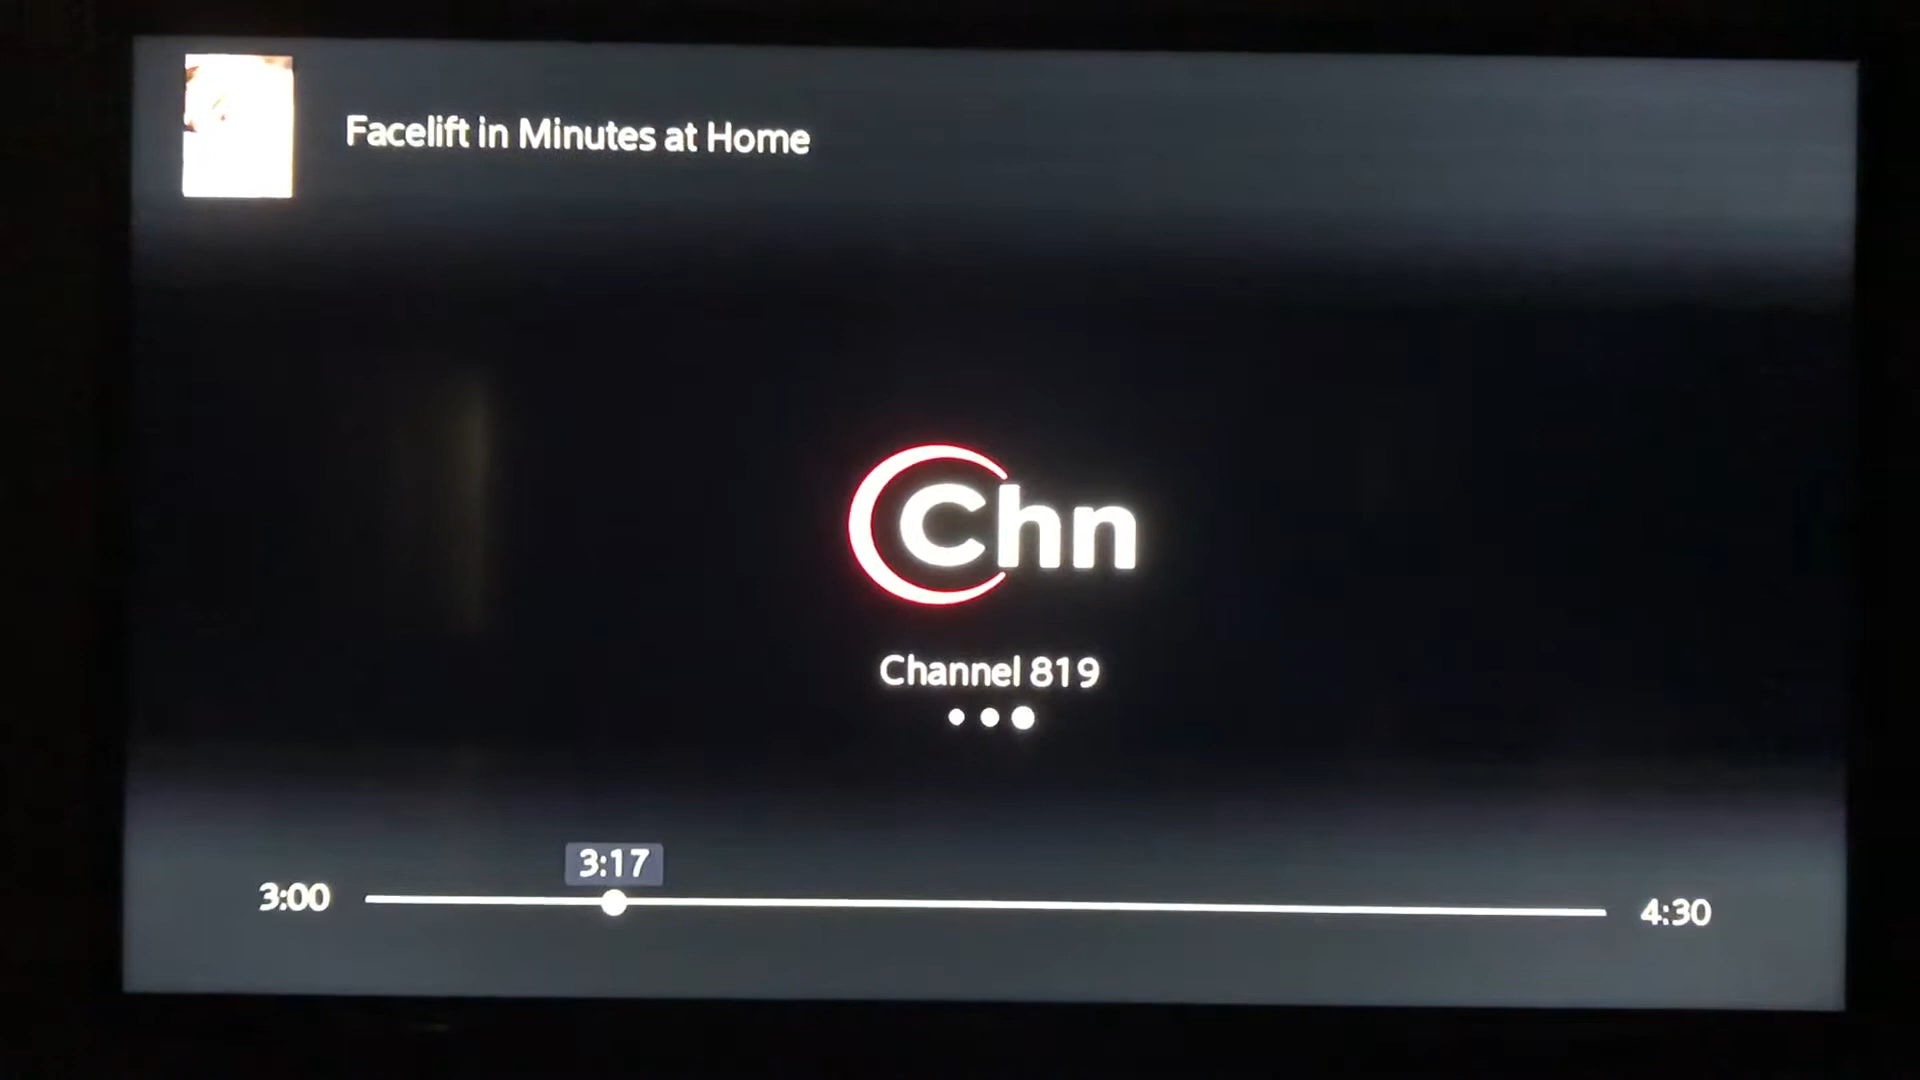 Facelift in Minutes at Home
Chn
Channel 819
3:17
3:00
4:30